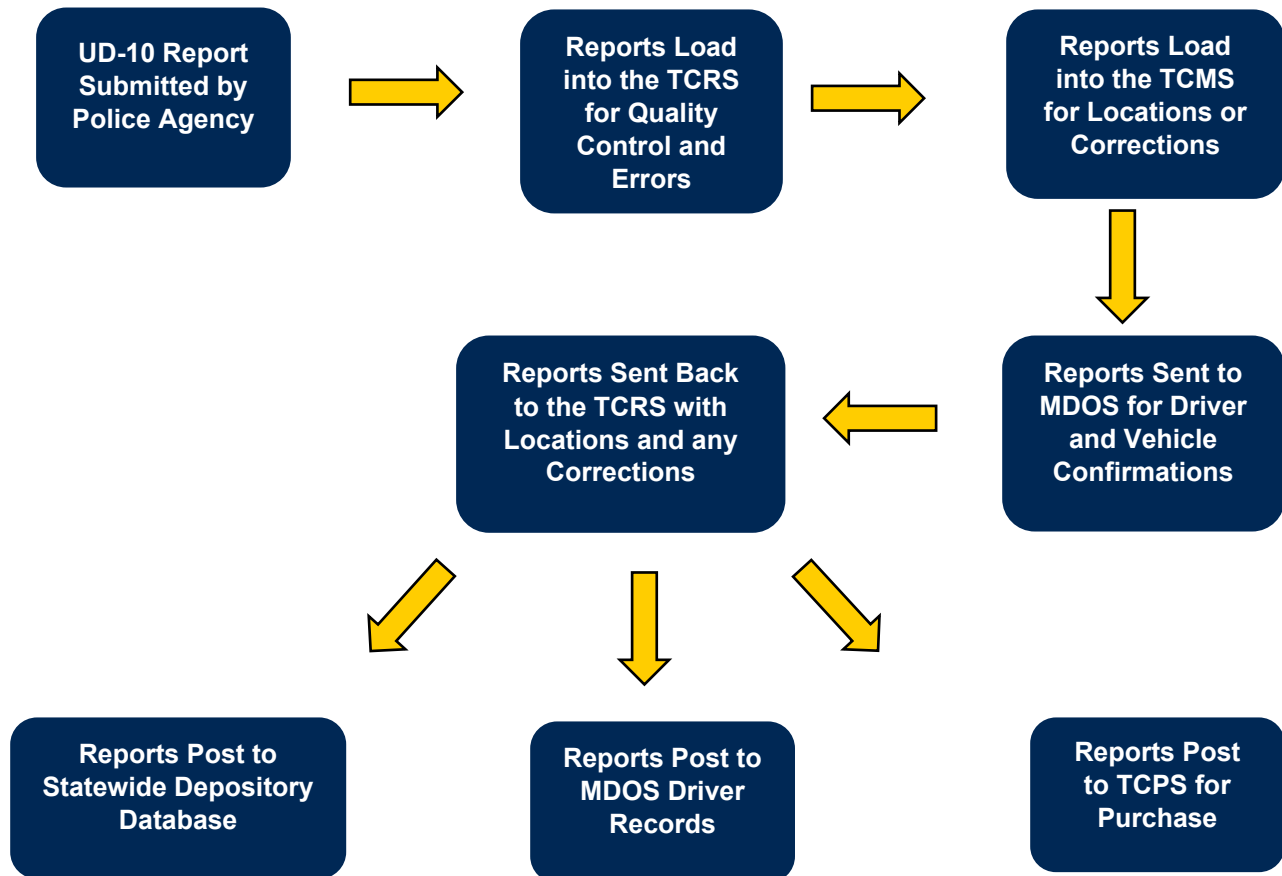 UD-10 Report
Submitted by
Police Agency
Reports Load
into the TCRS
for Quality
Control and
Errors
Reports Load
into the TCMS
for Locations or
Corrections
Reports Sent Back
to the TCRS with
Locations and any
Corrections
Reports Sent to
MDOS for Driver
and Vehicle
Confirmations
Reports Post to
Statewide Depository
Database
Reports Post to
MDOS Driver
Records
Reports Post
to TCPS for
Purchase